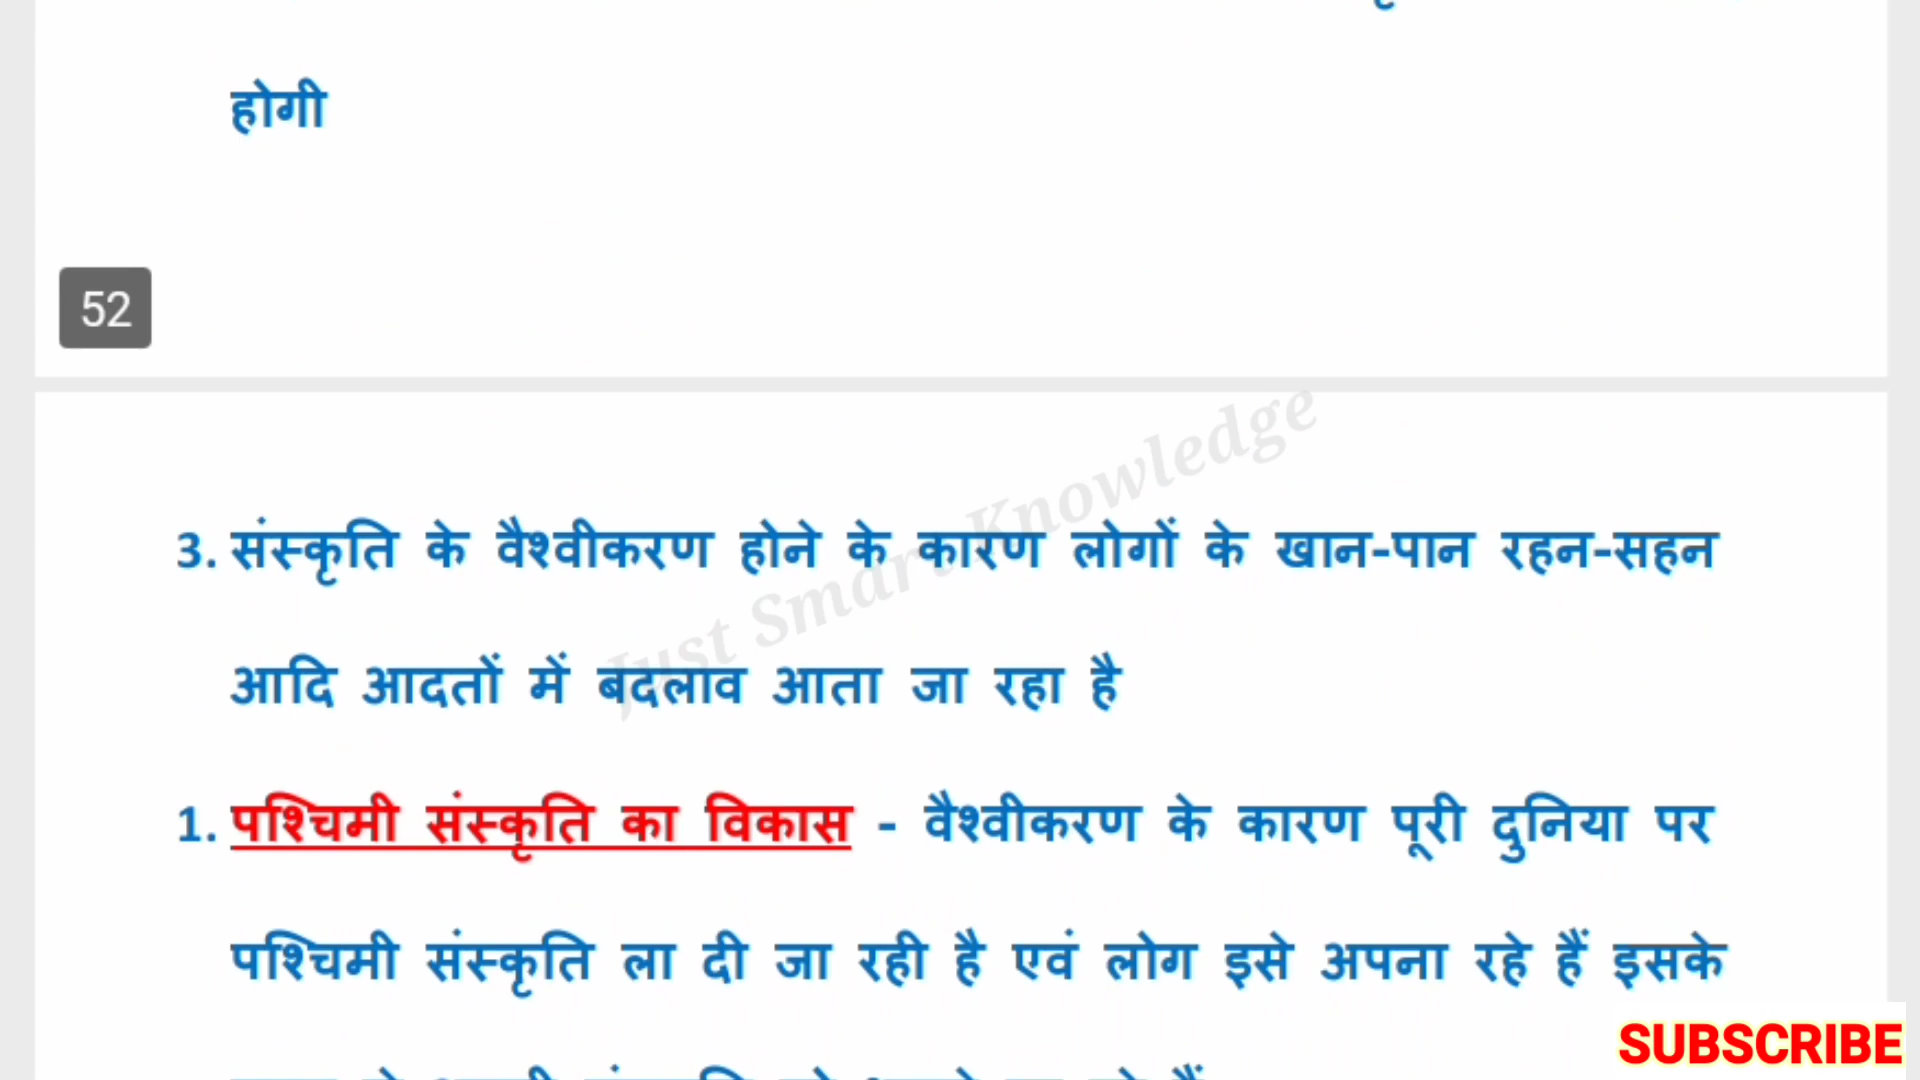 होगी
52
3. संस्कृति के वैश्वीकरण होने के कारण लोगों के खान-पान रहन-सहन
आदि आदतों में बदलाव आता जा रहा है
1. पश्चिमी संस्कृति का विकास - वैश्वीकरण के कारण पूरी दुनिया पर
पश्चिमी संस्कृति ला दी जा रही है एवं लोग इसे अपना रहे हैं इसके
Just Smart Knowledge
SUBSCRIBE